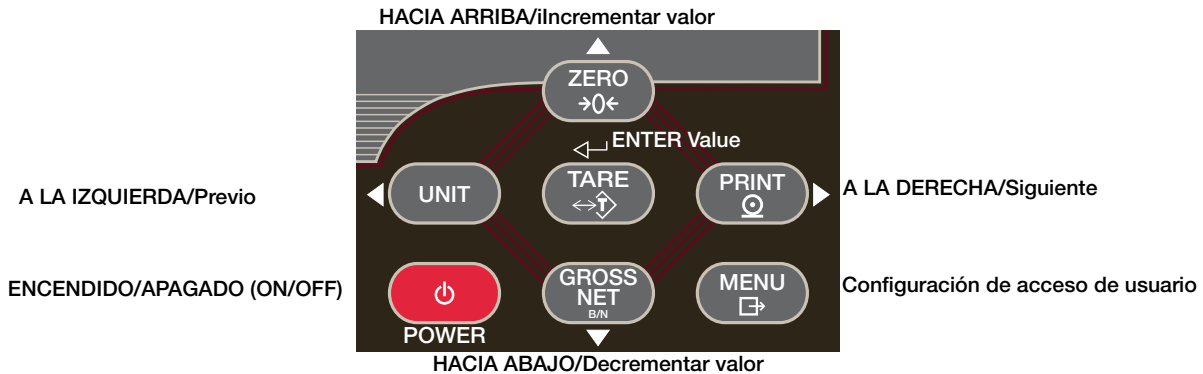 HACIA ARRIBA/iIncrementar valor
ZERO
→0←
ENTER Value
A LA IZQUIERDA/Previo
UNIT
TARE
T
PRINT
A LA DERECHA/Siguiente
ENCENDIDO/APAGADO (ON/OFF)
POWER
GROSS
NET
B/N
MENU
Configuración de acceso de usuario
HACIA ABAJO/Decrementar valor